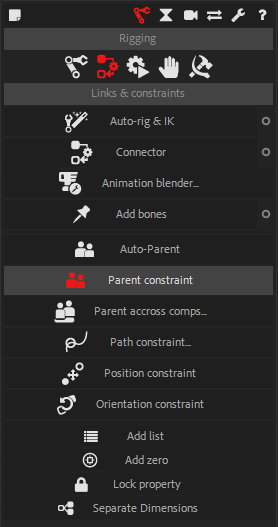 ?
Rigging
Links & constraints
Auto-rig & IK
Connector
Animation blender...
Add bones
Auto-Parent
Parent constraint
Parent accross comps...
Path constraint...
Position constraint
Orientation constraint
Add list
Add zero
Lock property
Separate Dimensions